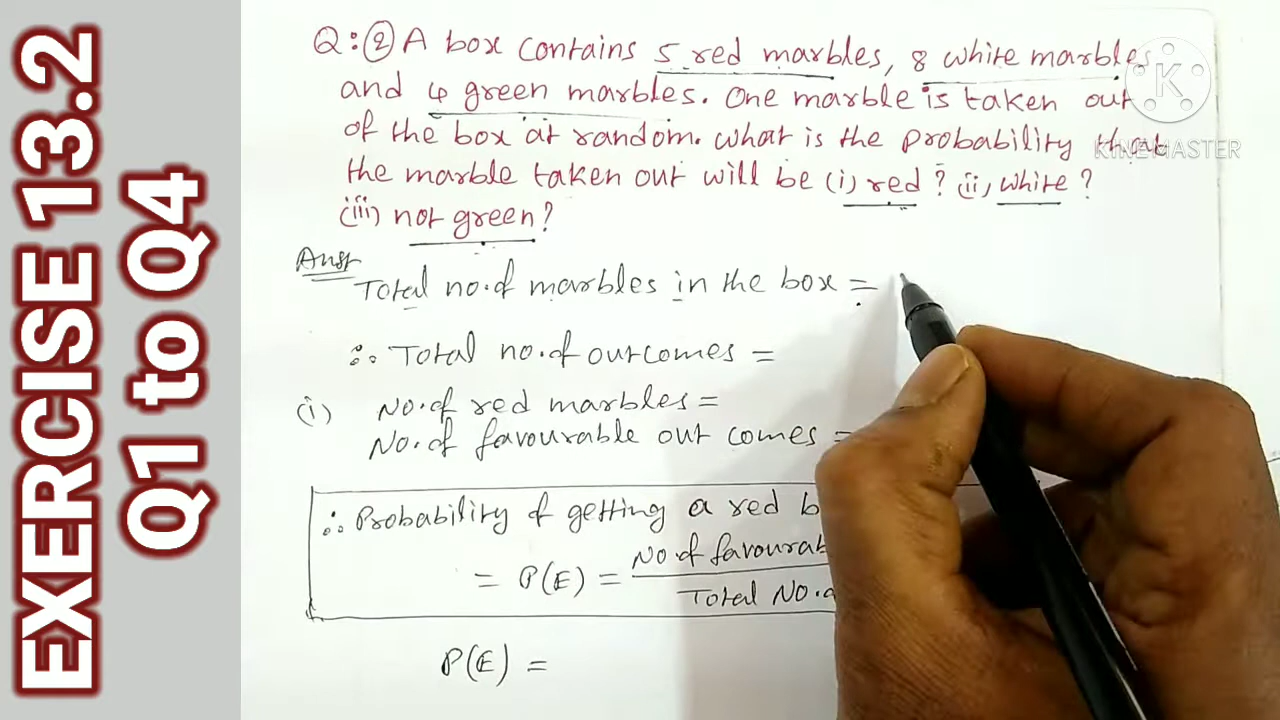 EXERCISE 13.2
Q1 to Q4
Q:② A box contains 5 red marbles, 8 white marbles
and 4 green marbles. One marble is taken out
of the box at random. What is the probability that
the marble taken out will be (i) red? (ii) white?
(iii) not green?
K
KINEMASTER
Ansr
Total no.of marbles in the box =
∴ Total no.of outcomes =
(i) No.of red marbles =
No.of favourable out comes =
∴ Probability of getting a red b
= P(E) = No of favourab
Total No.o
P(E) =